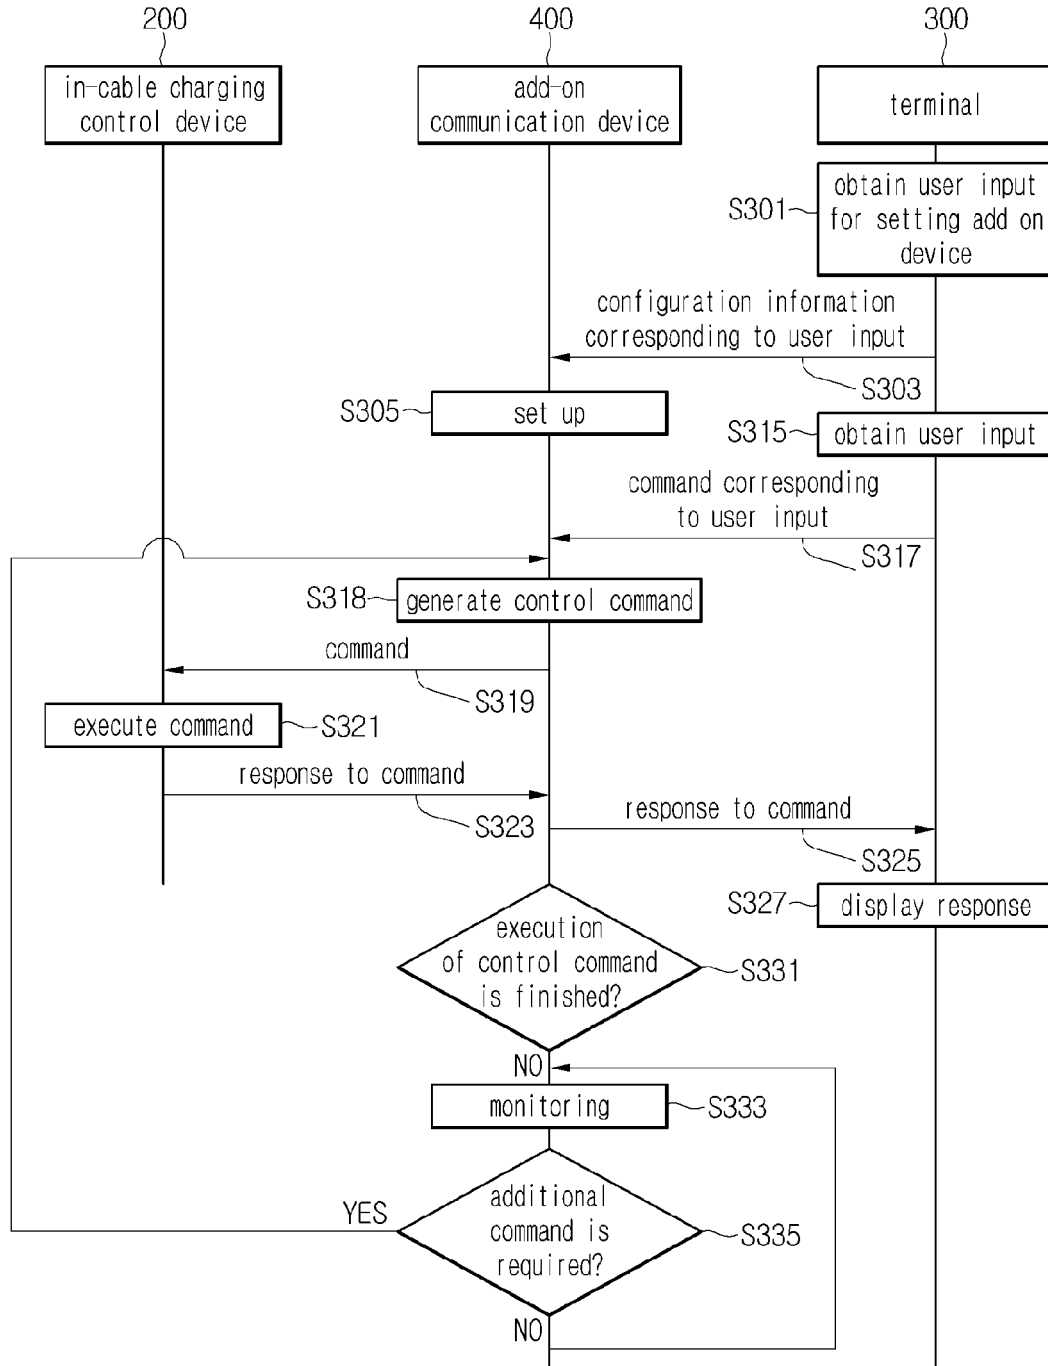 200
400
300
in-cable charging
control device
add-on
communication device
terminal
S301
obtain user input
for setting add on
device
configuration information
corresponding to user input
S303
S305
set up
S315
obtain user input
command corresponding
to user input
S317
S318
generate control command
command
S319
execute command
S321
response to command
S323
response to command
S325
S327
display response
execution
of control command
is finished?
S331
NO
monitoring
S333
YES
additional
command is
required?
S335
NO